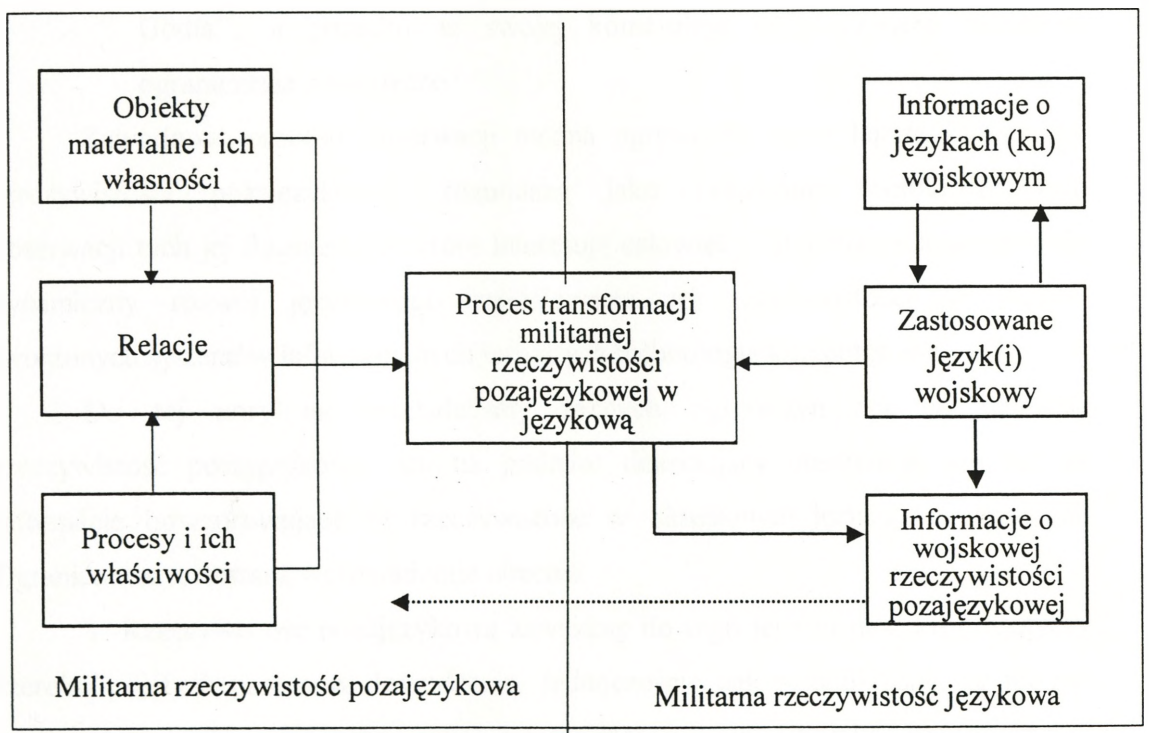 Obiekty
materialne i ich
własności
Relacje
Procesy i ich
właściwości
Proces transformacji
militarnej
rzeczywistości
pozajęzykowej w
językową
Informacje o
językach (ku)
wojskowym
Zastosowane
język(i)
wojskowy
Informacje o
wojskowej
rzeczywistości
pozajęzykowej
Militarna rzeczywistość pozajęzykowa
Militarna rzeczywistość językowa